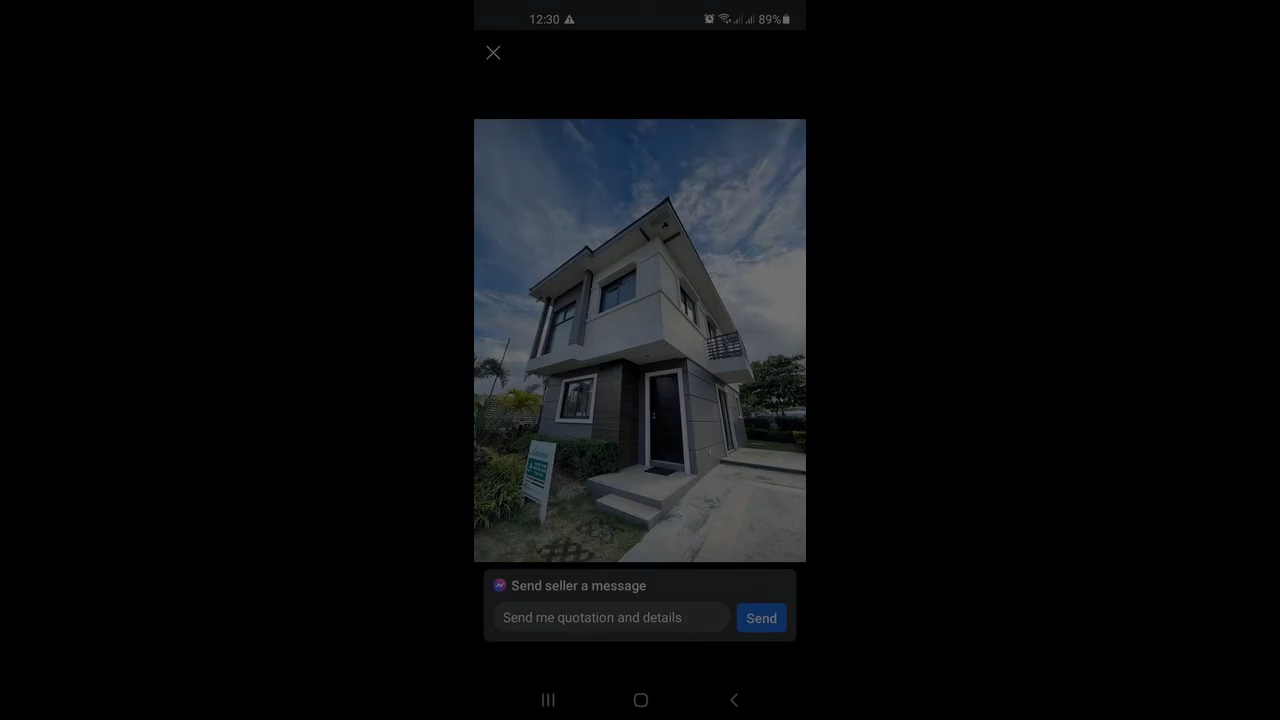 12:30
89%
Send seller a message
Send me quotation and details
Send